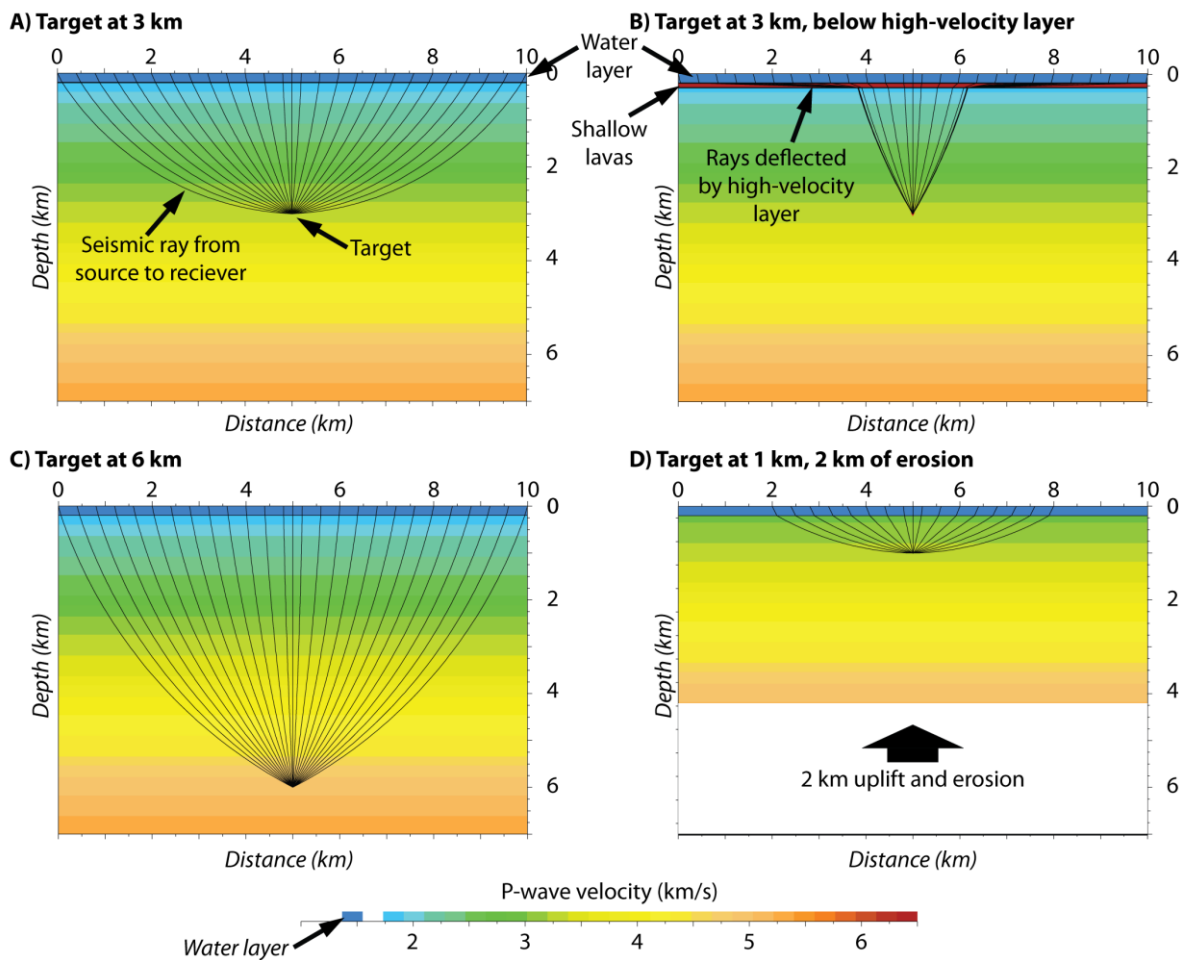 A) Target at 3 km
B) Target at 3 km, below high-velocity layer
0 2 4 6 8 10
Water
layer
0 2 4 6 8 10
0
2
4
6
Depth (km)
Seismic ray from
source to reciever
Target
Distance (km)
Shallow
lavas
Rays deflected
by high-velocity
layer
0
2
4
6
Depth (km)
Distance (km)
C) Target at 6 km
D) Target at 1 km, 2 km of erosion
0 2 4 6 8 10
0 2 4 6 8 10
0
2
4
6
Depth (km)
Distance (km)
0
2
4
6
Depth (km)
2 km uplift and erosion
Distance (km)
P-wave velocity (km/s)
2 3 4 5 6
Water layer